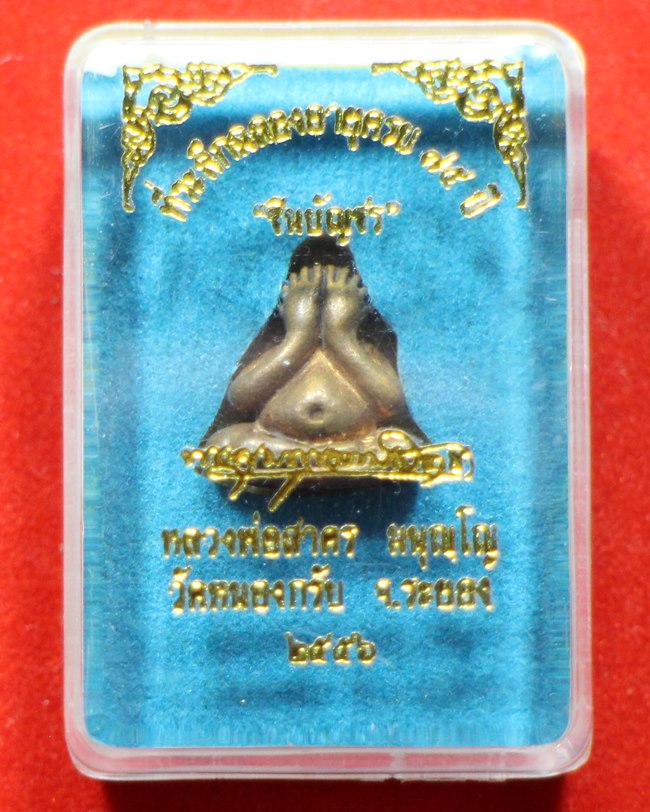 ที่ระลึกฉลองอายุครบ ๗๕ ปี
"ชินบัญชร"
หลวงพ่อสาคร มนุญโญ
วัดหนองกรับ จ.ระยอง
๒๕๕๖